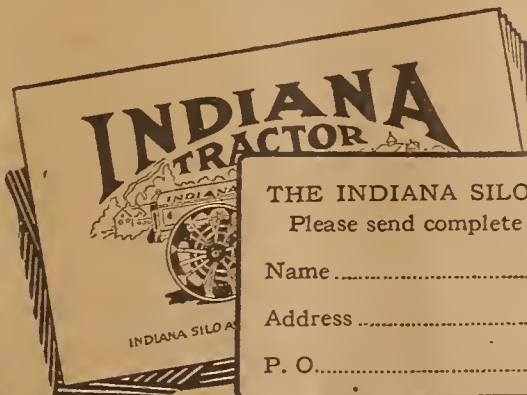 INDIANA
TRACTOR
INDIANA
INDIANA SILO
THE INDIANA SILO
Please send complete
Name
Address
P. O.